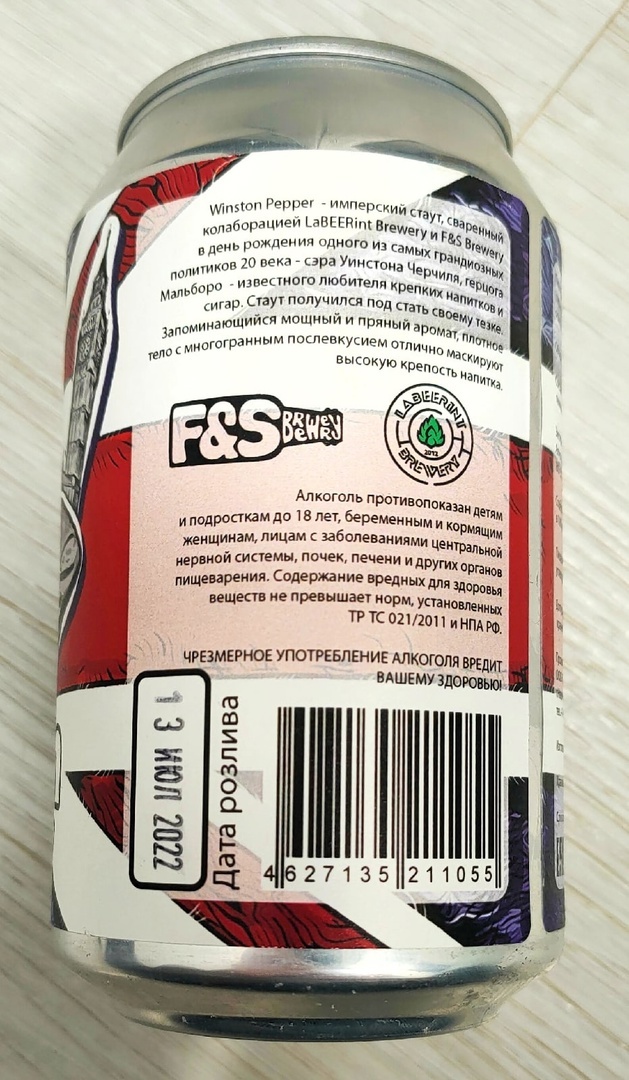 Winston Pepper - имперский стаут, сваренный
колаборацией LaBEERint Brewery и F&S Brewery
в день рождения одного из самых грандиозных
политиков 20 века - сэра Уинстона Черчиля, герцога
Мальборо - известного любителя крепких напитков и
сигар. Стаут получился под стать своему тезке.
Запоминающийся мощный и пряный аромат, плотное
тело с многогранным послевкусием отлично маскируют
высокую крепость напитка.
F&S
LABEERINT
2012
BREWERY
Алкоголь противопоказан детям
и подросткам до 18 лет, беременным и кормящим
женщинам, лицам с заболеваниями центральной
нервной системы, почек, печени и других органов
пищеварения. Содержание вредных для здоровья
веществ не превышает норм, установленных
ТР ТС 021/2011 и НПА РФ.
ЧРЕЗМЕРНОЕ УПОТРЕБЛЕНИЕ АЛКОГОЛЯ ВРЕДИТ
ВАШЕМУ ЗДОРОВЬЮ!
13 ИЮЛ 2022
Дата розлива
4 627135 211055